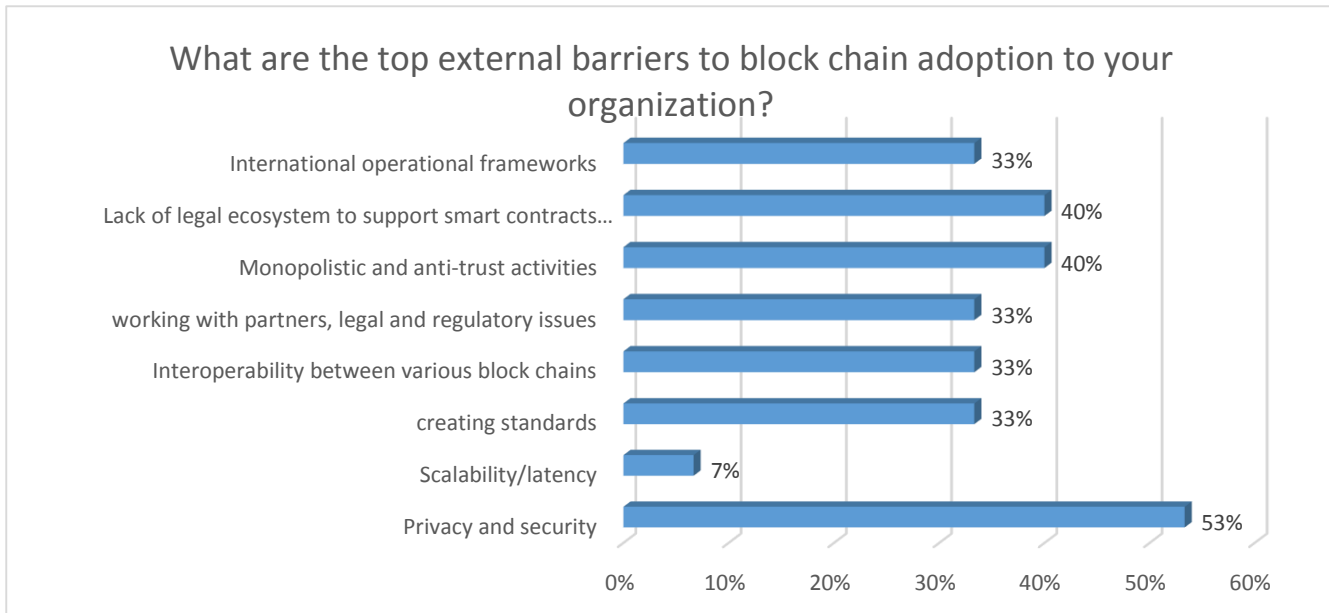 What are the top external barriers to block chain adoption to your
organization?
International operational frameworks
33%
Lack of legal ecosystem to support smart contracts...
40%
Monopolistic and anti-trust activities
40%
working with partners, legal and regulatory issues
33%
Interoperability between various block chains
33%
creating standards
33%
Scalability/latency
7%
Privacy and security
53%
0% 10% 20% 30% 40% 50% 60%